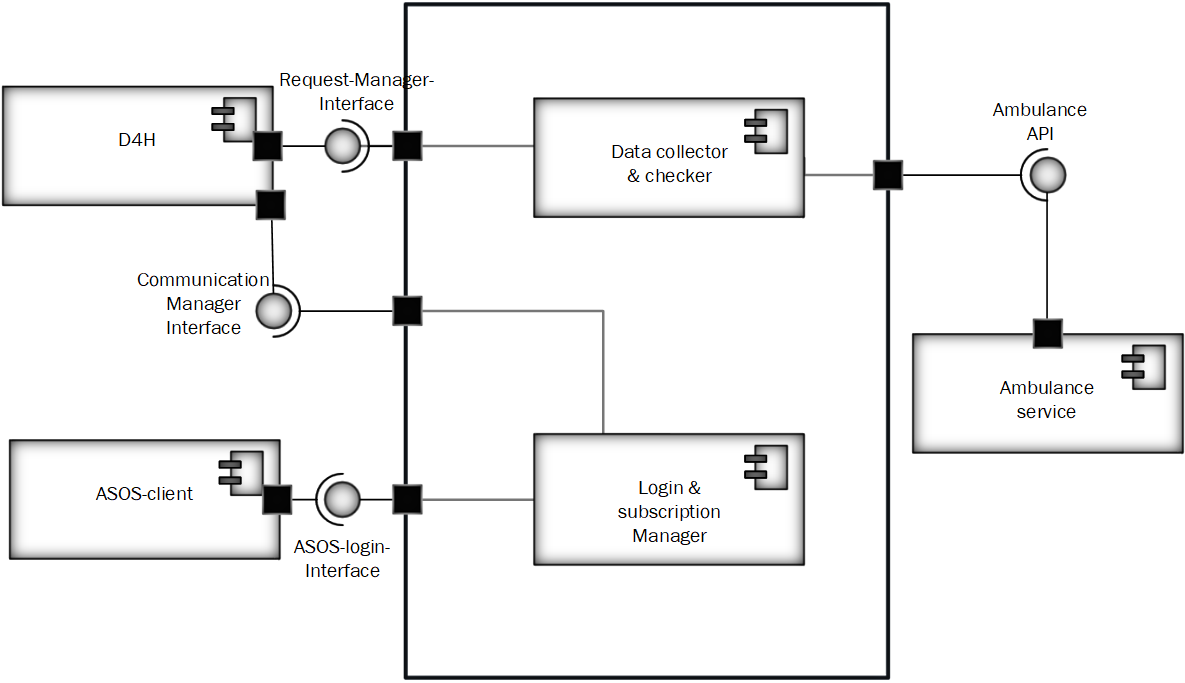 Request-Manager-
Interface
D4H
Data collector
& checker
Ambulance
API
Communication
Manager
Interface
Ambulance
service
ASOS-client
Login &
subscription
Manager
ASOS-login-
Interface